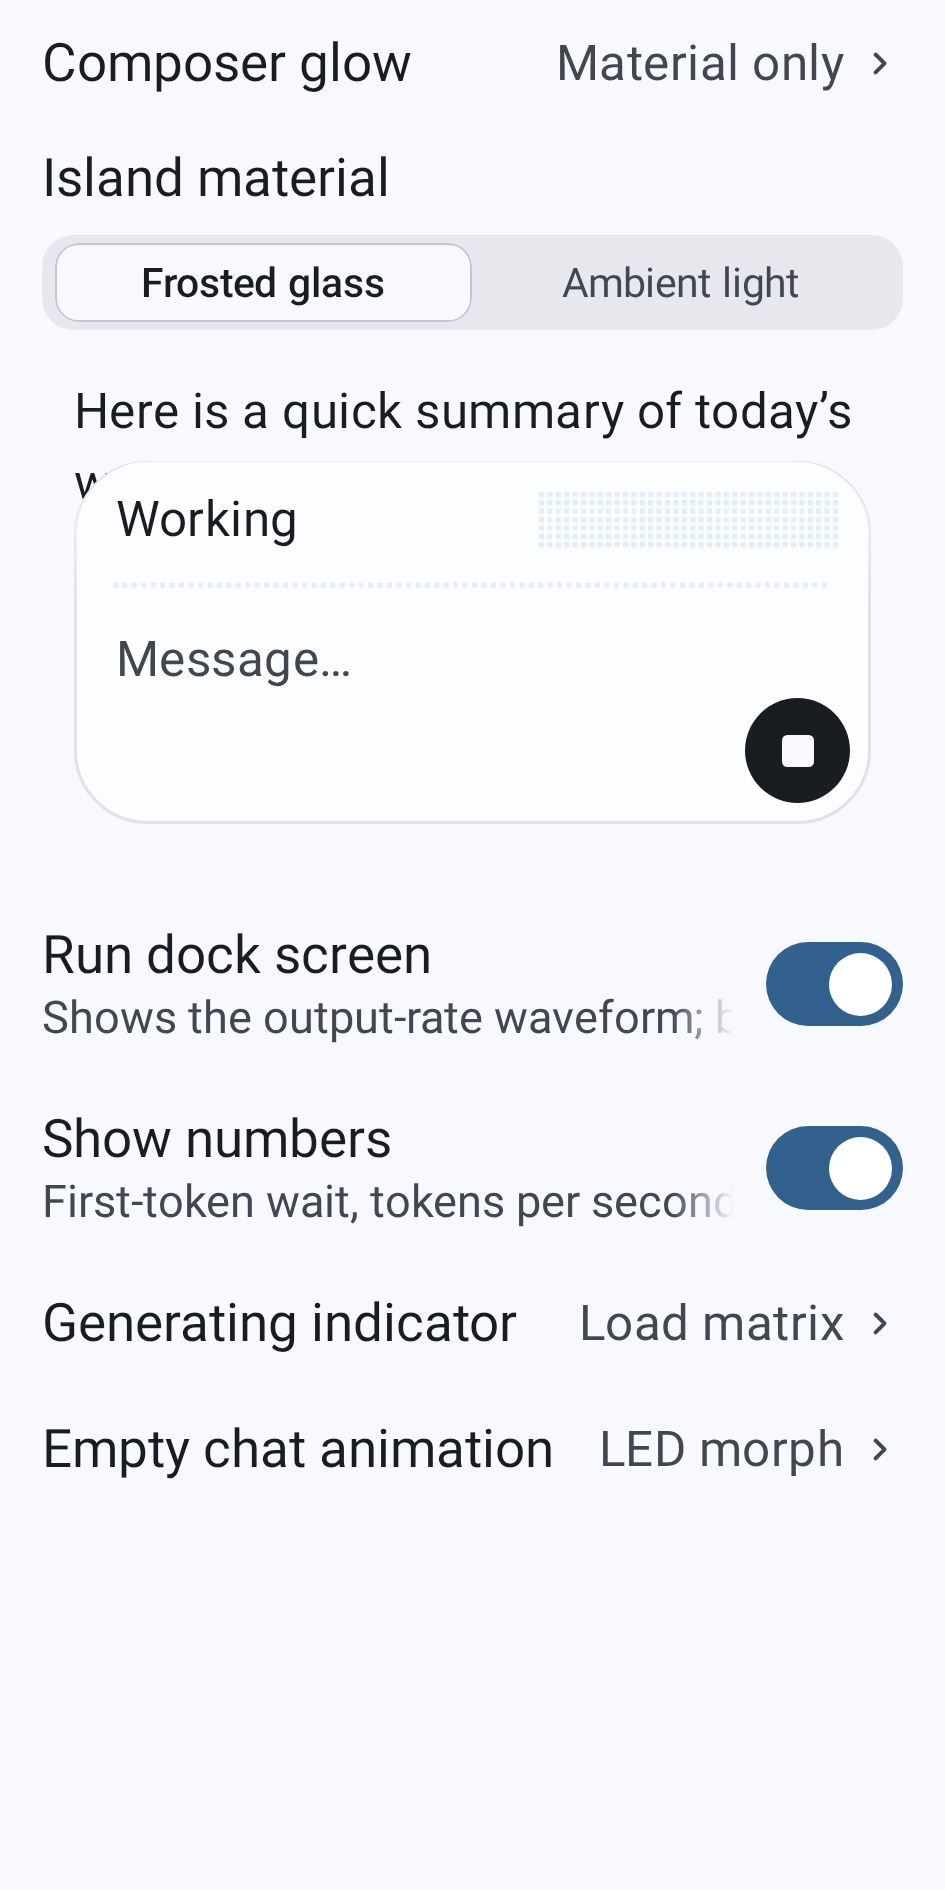 Composer glow
Material only
Island material
Frosted glass
Ambient light
Here is a quick summary of today’s
Working
Message…
Run dock screen
Shows the output-rate waveform;
Show numbers
First-token wait, tokens per second
Generating indicator
Load matrix
Empty chat animation
LED morph